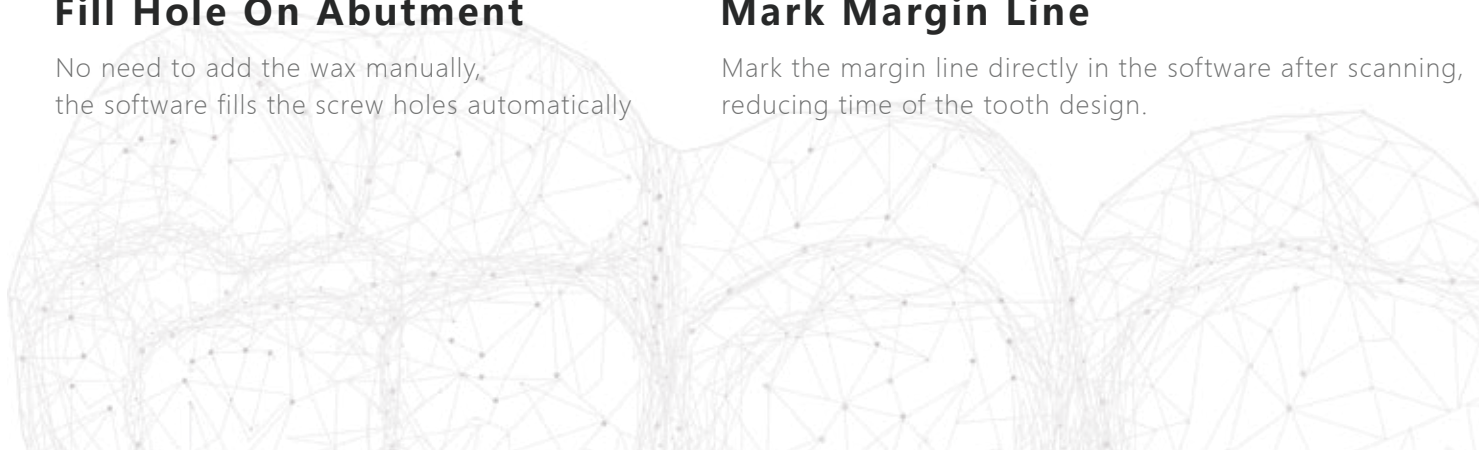 Fill Hole On Abutment
No need to add the wax manually,
the software fills the screw holes automatically
Mark Margin Line
Mark the margin line directly in the software after scanning,
reducing time of the tooth design.